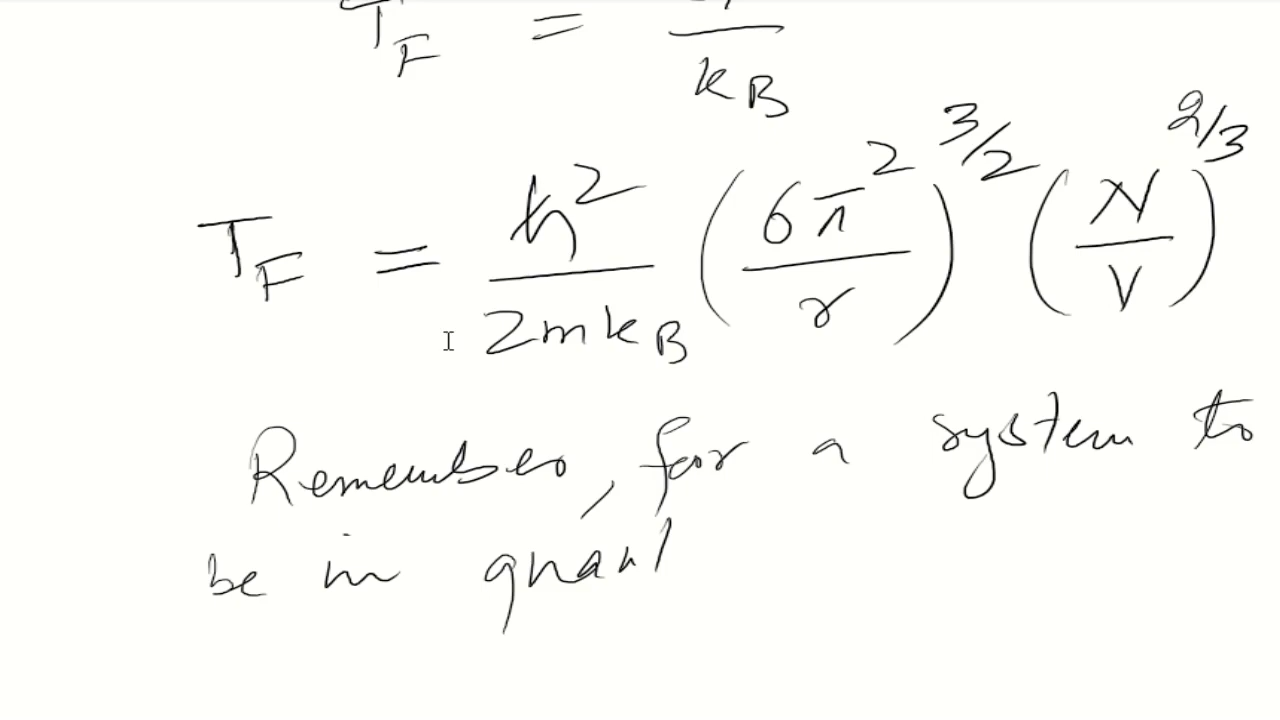 T_F = — / k_B
T_F = ħ² / 2mk_B (6π² / r)^3/2 (N / V)^2/3
Remember, for a system to
be in quant